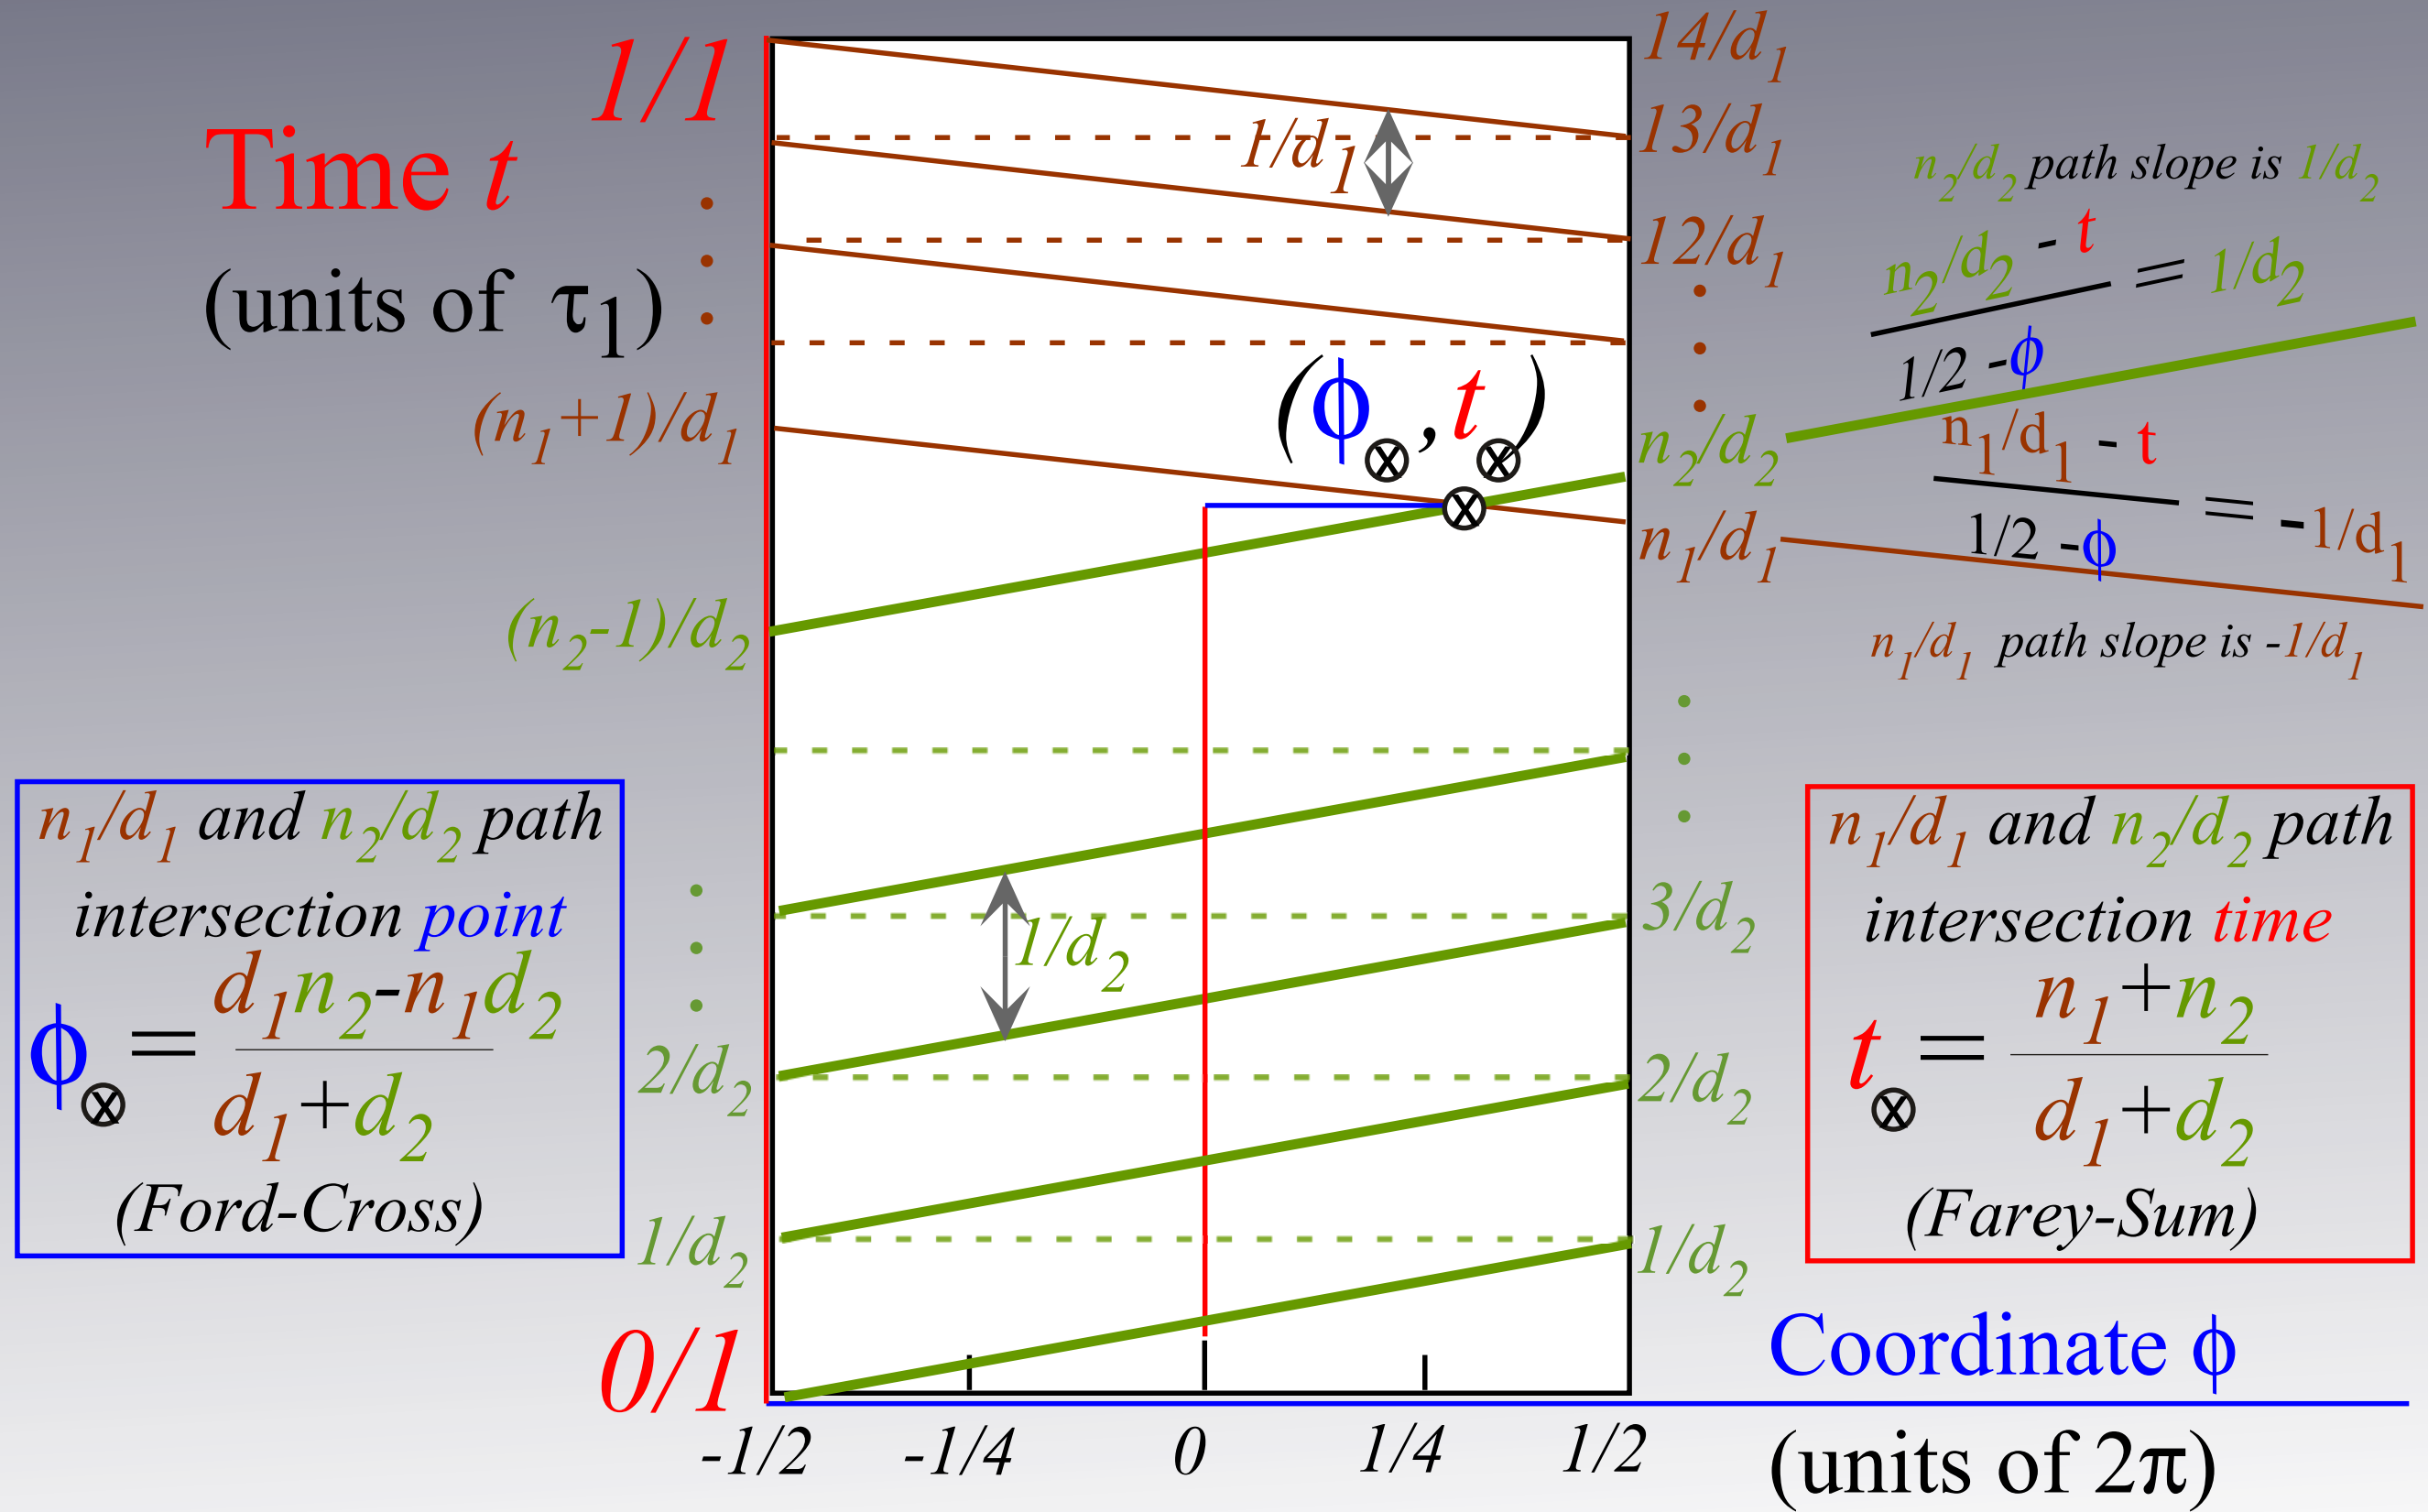 1/1
Time t
(units of τ1)
(n1+1)/d1
(n2-1)/d2
2/d2
1/d2
0/1
1/d1
(ϕ⊗, t⊗)
⊗
1/d2
14/d1
13/d1
12/d1
n2/d2
n1/d1
3/d2
2/d2
1/d2
n2/d2 path slope is 1/d2
n2/d2 - t
= 1/d2
1/2 -ϕ
n1/d1 - t
= -1/d1
1/2 -ϕ
n1/d1 path slope is -1/d1
n1/d1 and n2/d2 path
intersection point
d1n2-n1d2
ϕ⊗ =
d1+d2
(Ford-Cross)
n1/d1 and n2/d2 path
intersection time
n1+n2
t⊗ =
d1+d2
(Farey-Sum)
Coordinate ϕ
(units of 2π)
-1/2 -1/4 0 1/4 1/2